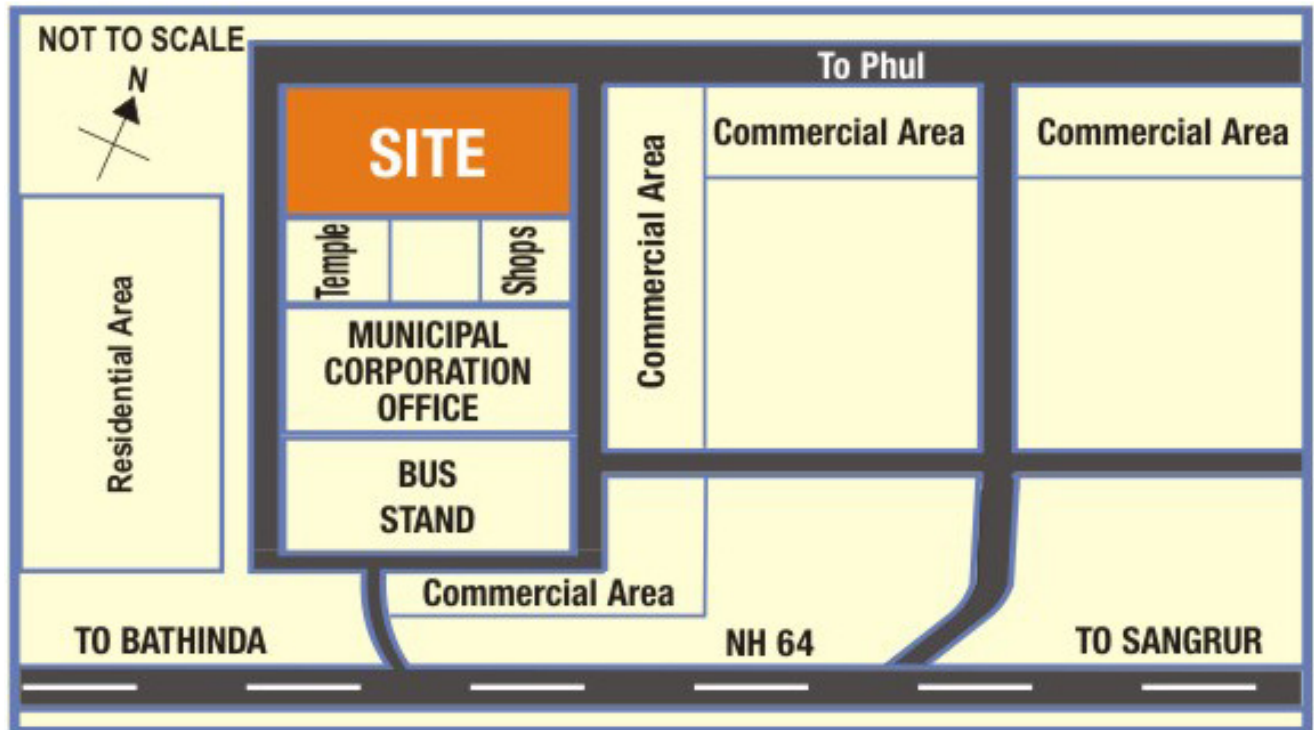 NOT TO SCALE
N
To Phul
SITE
Commercial Area
Commercial Area
Commercial Area
Temple
Shops
Residential Area
MUNICIPAL
CORPORATION
OFFICE
BUS
STAND
Commercial Area
TO BATHINDA
NH 64
TO SANGRUR